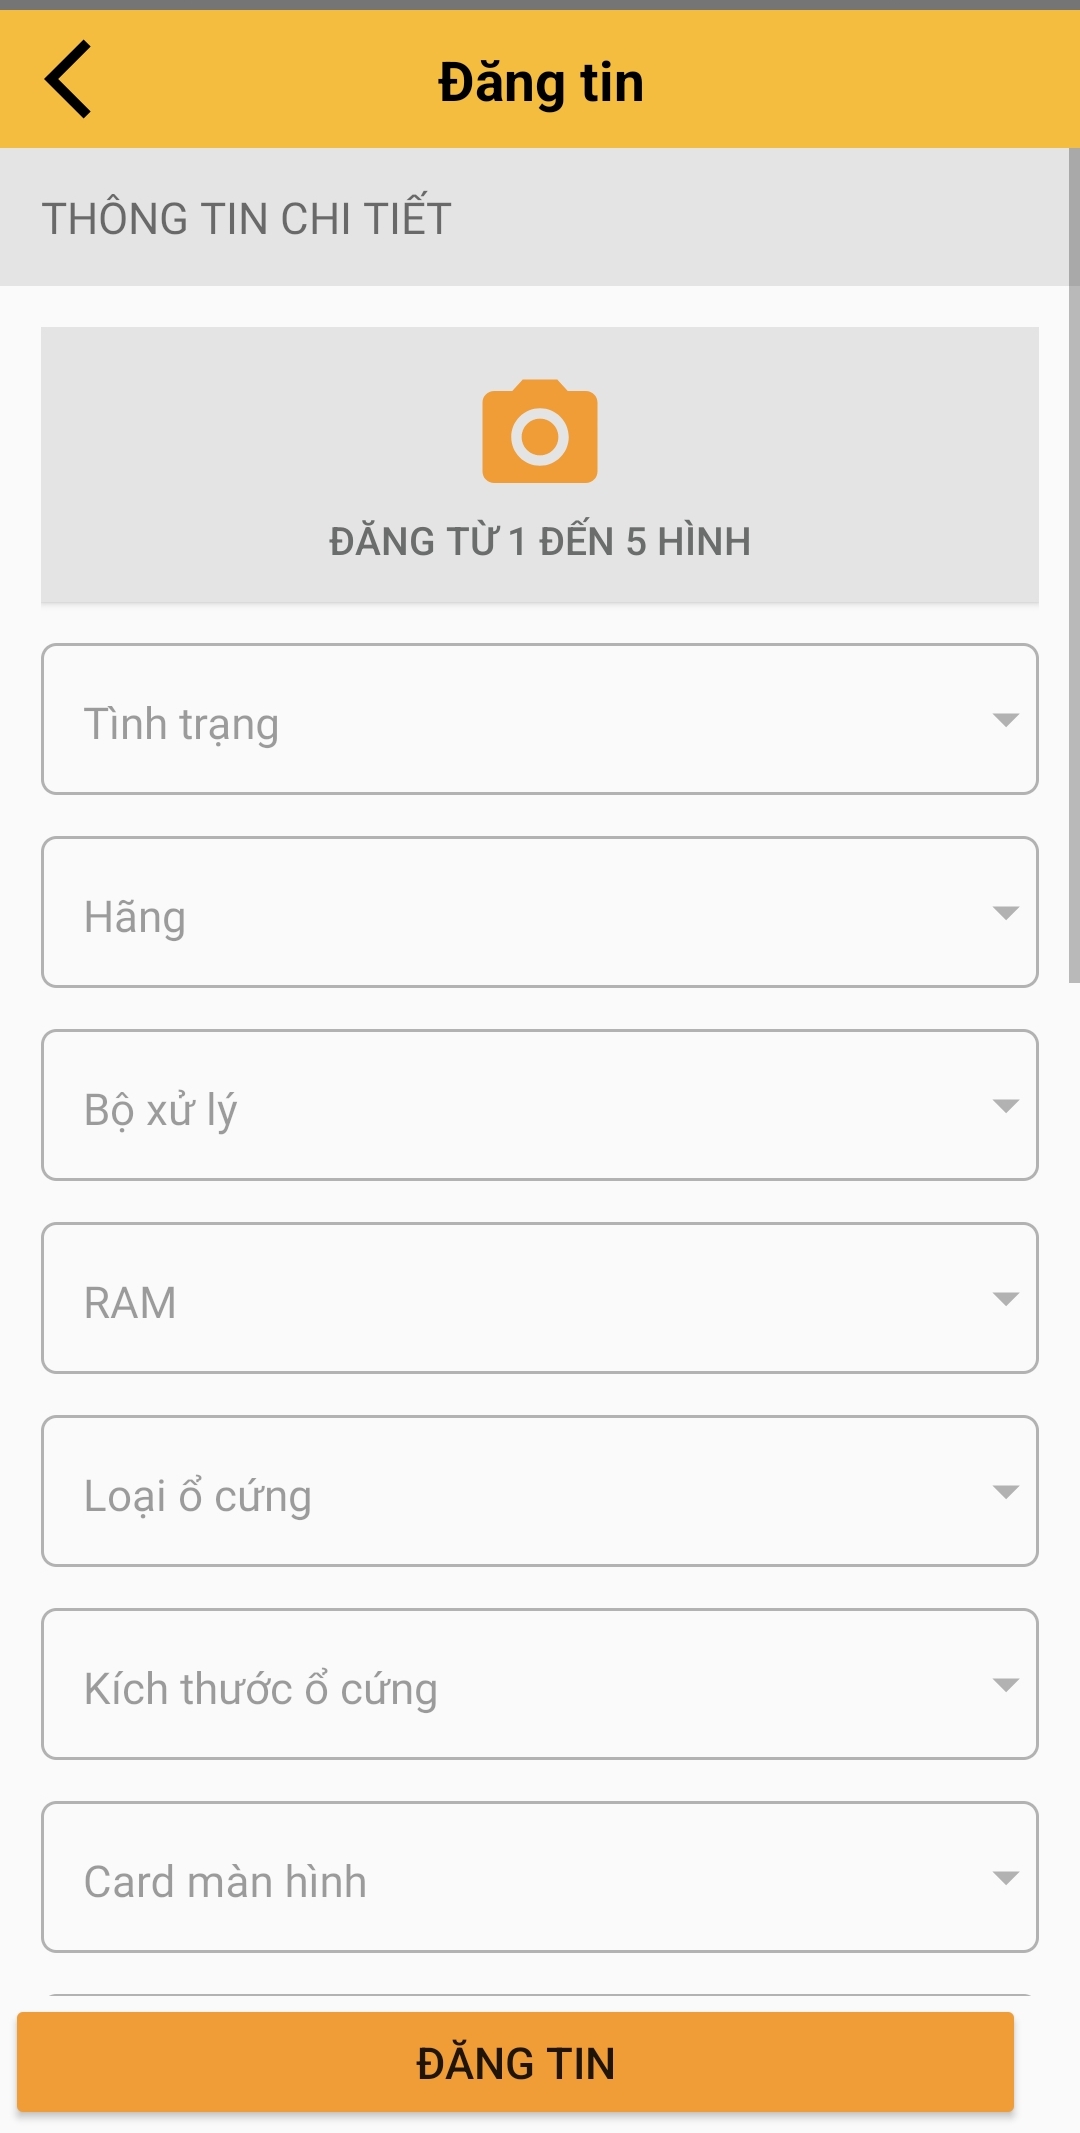 Đăng tin
THÔNG TIN CHI TIẾT
ĐĂNG TỪ 1 ĐẾN 5 HÌNH
Tình trạng
Hãng
Bộ xử lý
RAM
Loại ổ cứng
Kích thước ổ cứng
Card màn hình
ĐĂNG TIN